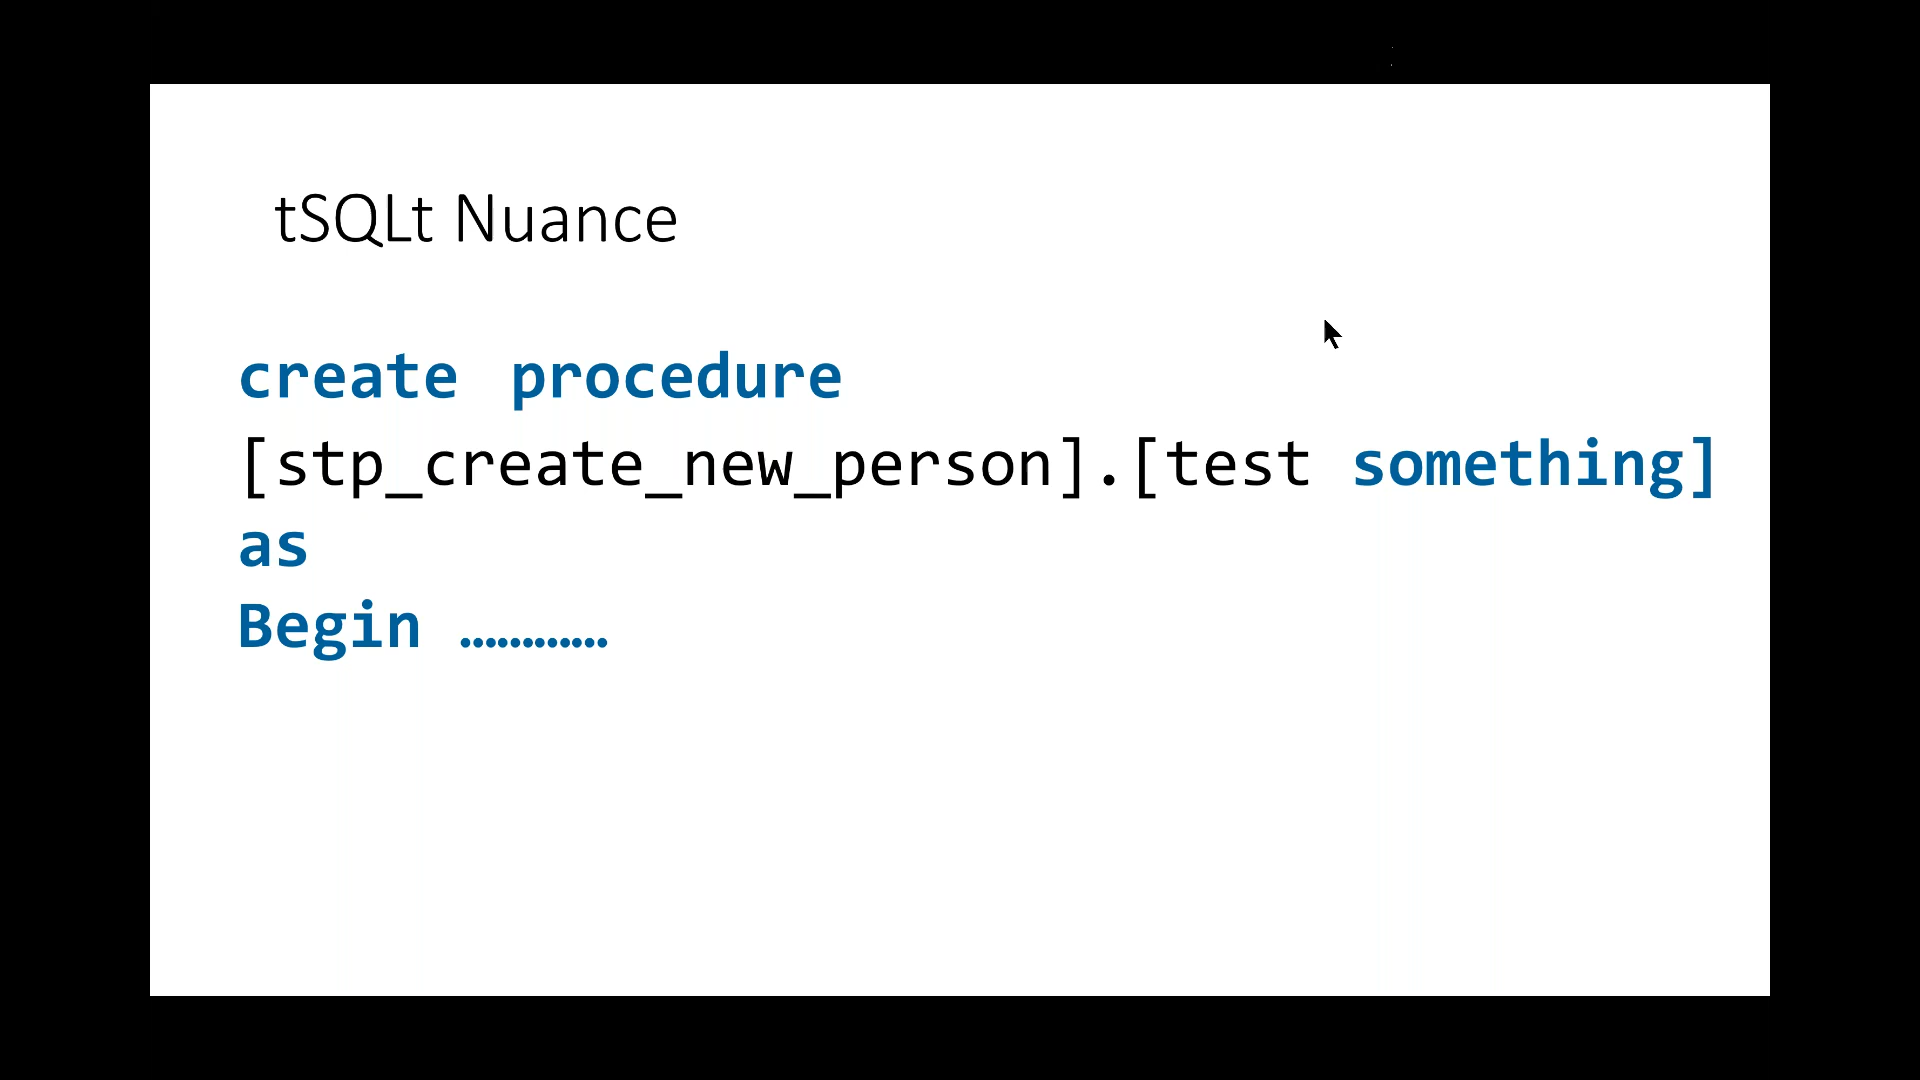 tSQLt Nuance
create procedure
[stp_create_new_person].[test something]
as
Begin …………